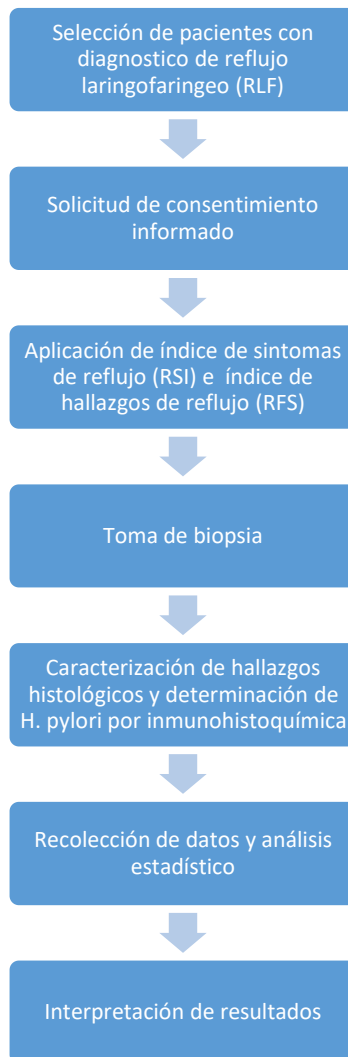 Selección de pacientes con
diagnostico de reflujo
laringofaringeo (RLF)
Solicitud de consentimiento
informado
Aplicación de índice de sintomas
de reflujo (RSI) e índice de
hallazgos de reflujo (RFS)
Toma de biopsia
Caracterización de hallazgos
histológicos y determinación de
H. pylori por inmunohistoquímica
Recolección de datos y análisis
estadístico
Interpretación de resultados